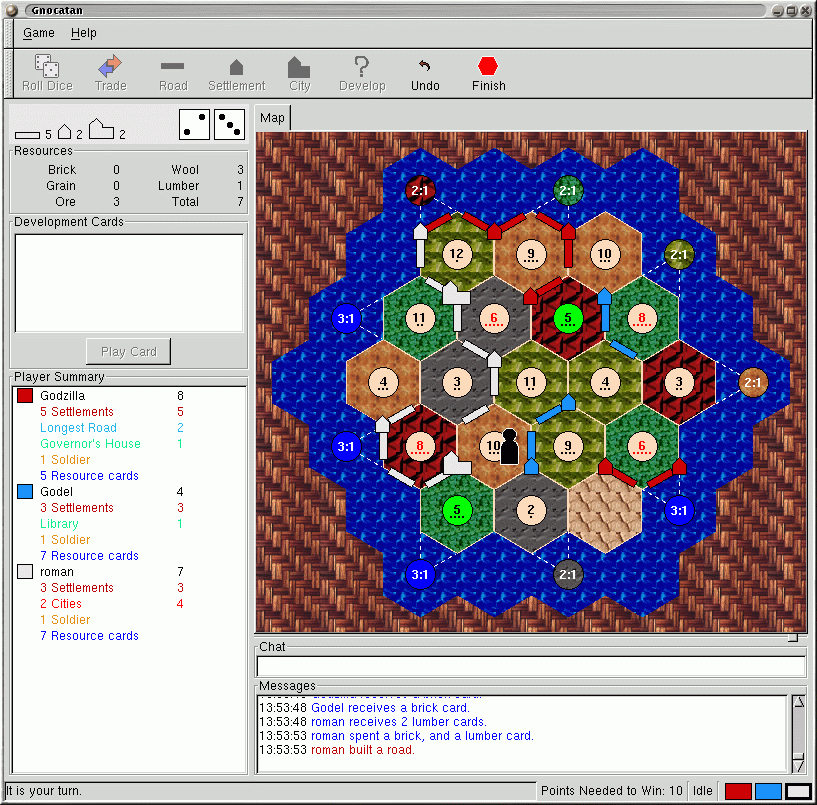 Gnocatan
Game Help
Roll Dice Trade Road Settlement City Develop Undo Finish
5 2 2
Map
Resources
Brick 0 Wool 3
Grain 0 Lumber 1
Ore 3 Total 7
Development Cards
Play Card
Player Summary
Godzilla 8
5 Settlements 5
Longest Road 2
Governor's House 1
1 Soldier
5 Resource cards
Godel 4
3 Settlements 3
Library 1
1 Soldier
7 Resource cards
roman 7
3 Settlements 3
2 Cities 4
1 Soldier
7 Resource cards
2:1 2:1
12 9 10 2:1
3:1 11 6 5 8
4 3 11 4 3 2:1
3:1 8 10 9 6
5 2 3:1
3:1 2:1
Chat
Messages
13:53:48 Godel receives a brick card.
13:53:48 roman receives 2 lumber cards.
13:53:53 roman spent a brick, and a lumber card.
13:53:53 roman built a road.
It is your turn. Points Needed to Win: 10 Idle